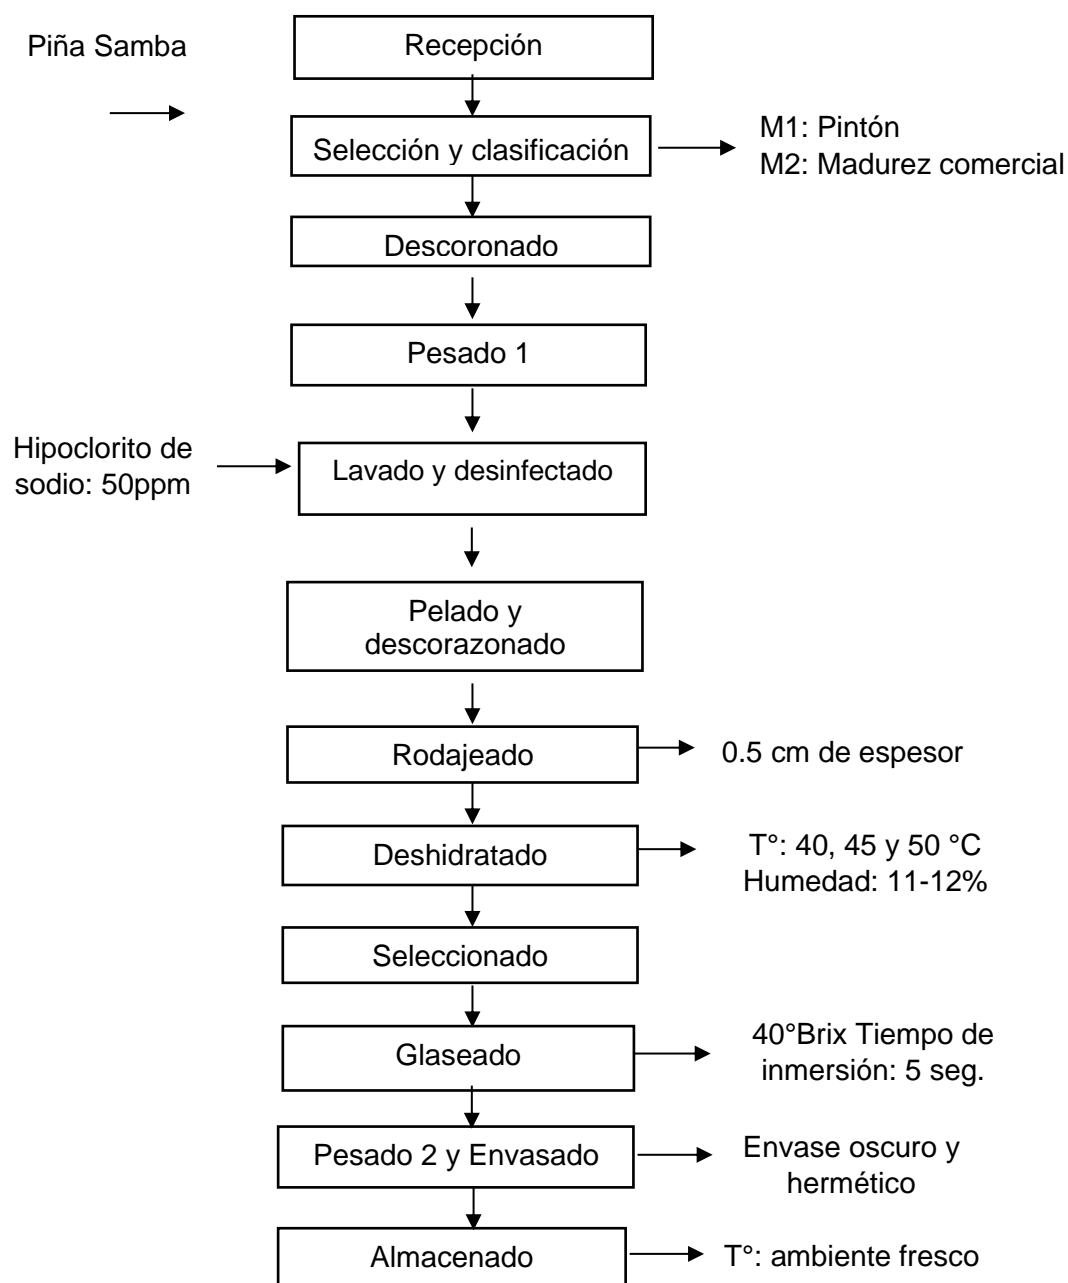 Piña Samba
Recepción
Selección y clasificación
M1: Pintón
M2: Madurez comercial
Descoronado
Pesado 1
Hipoclorito de
sodio: 50ppm
Lavado y desinfectado
Pelado y
descorazonado
Rodajeado
0.5 cm de espesor
Deshidratado
T°: 40, 45 y 50 °C
Humedad: 11-12%
Seleccionado
Glaseado
40°Brix Tiempo de
inmersión: 5 seg.
Pesado 2 y Envasado
Envase oscuro y
hermético
Almacenado
T°: ambiente fresco